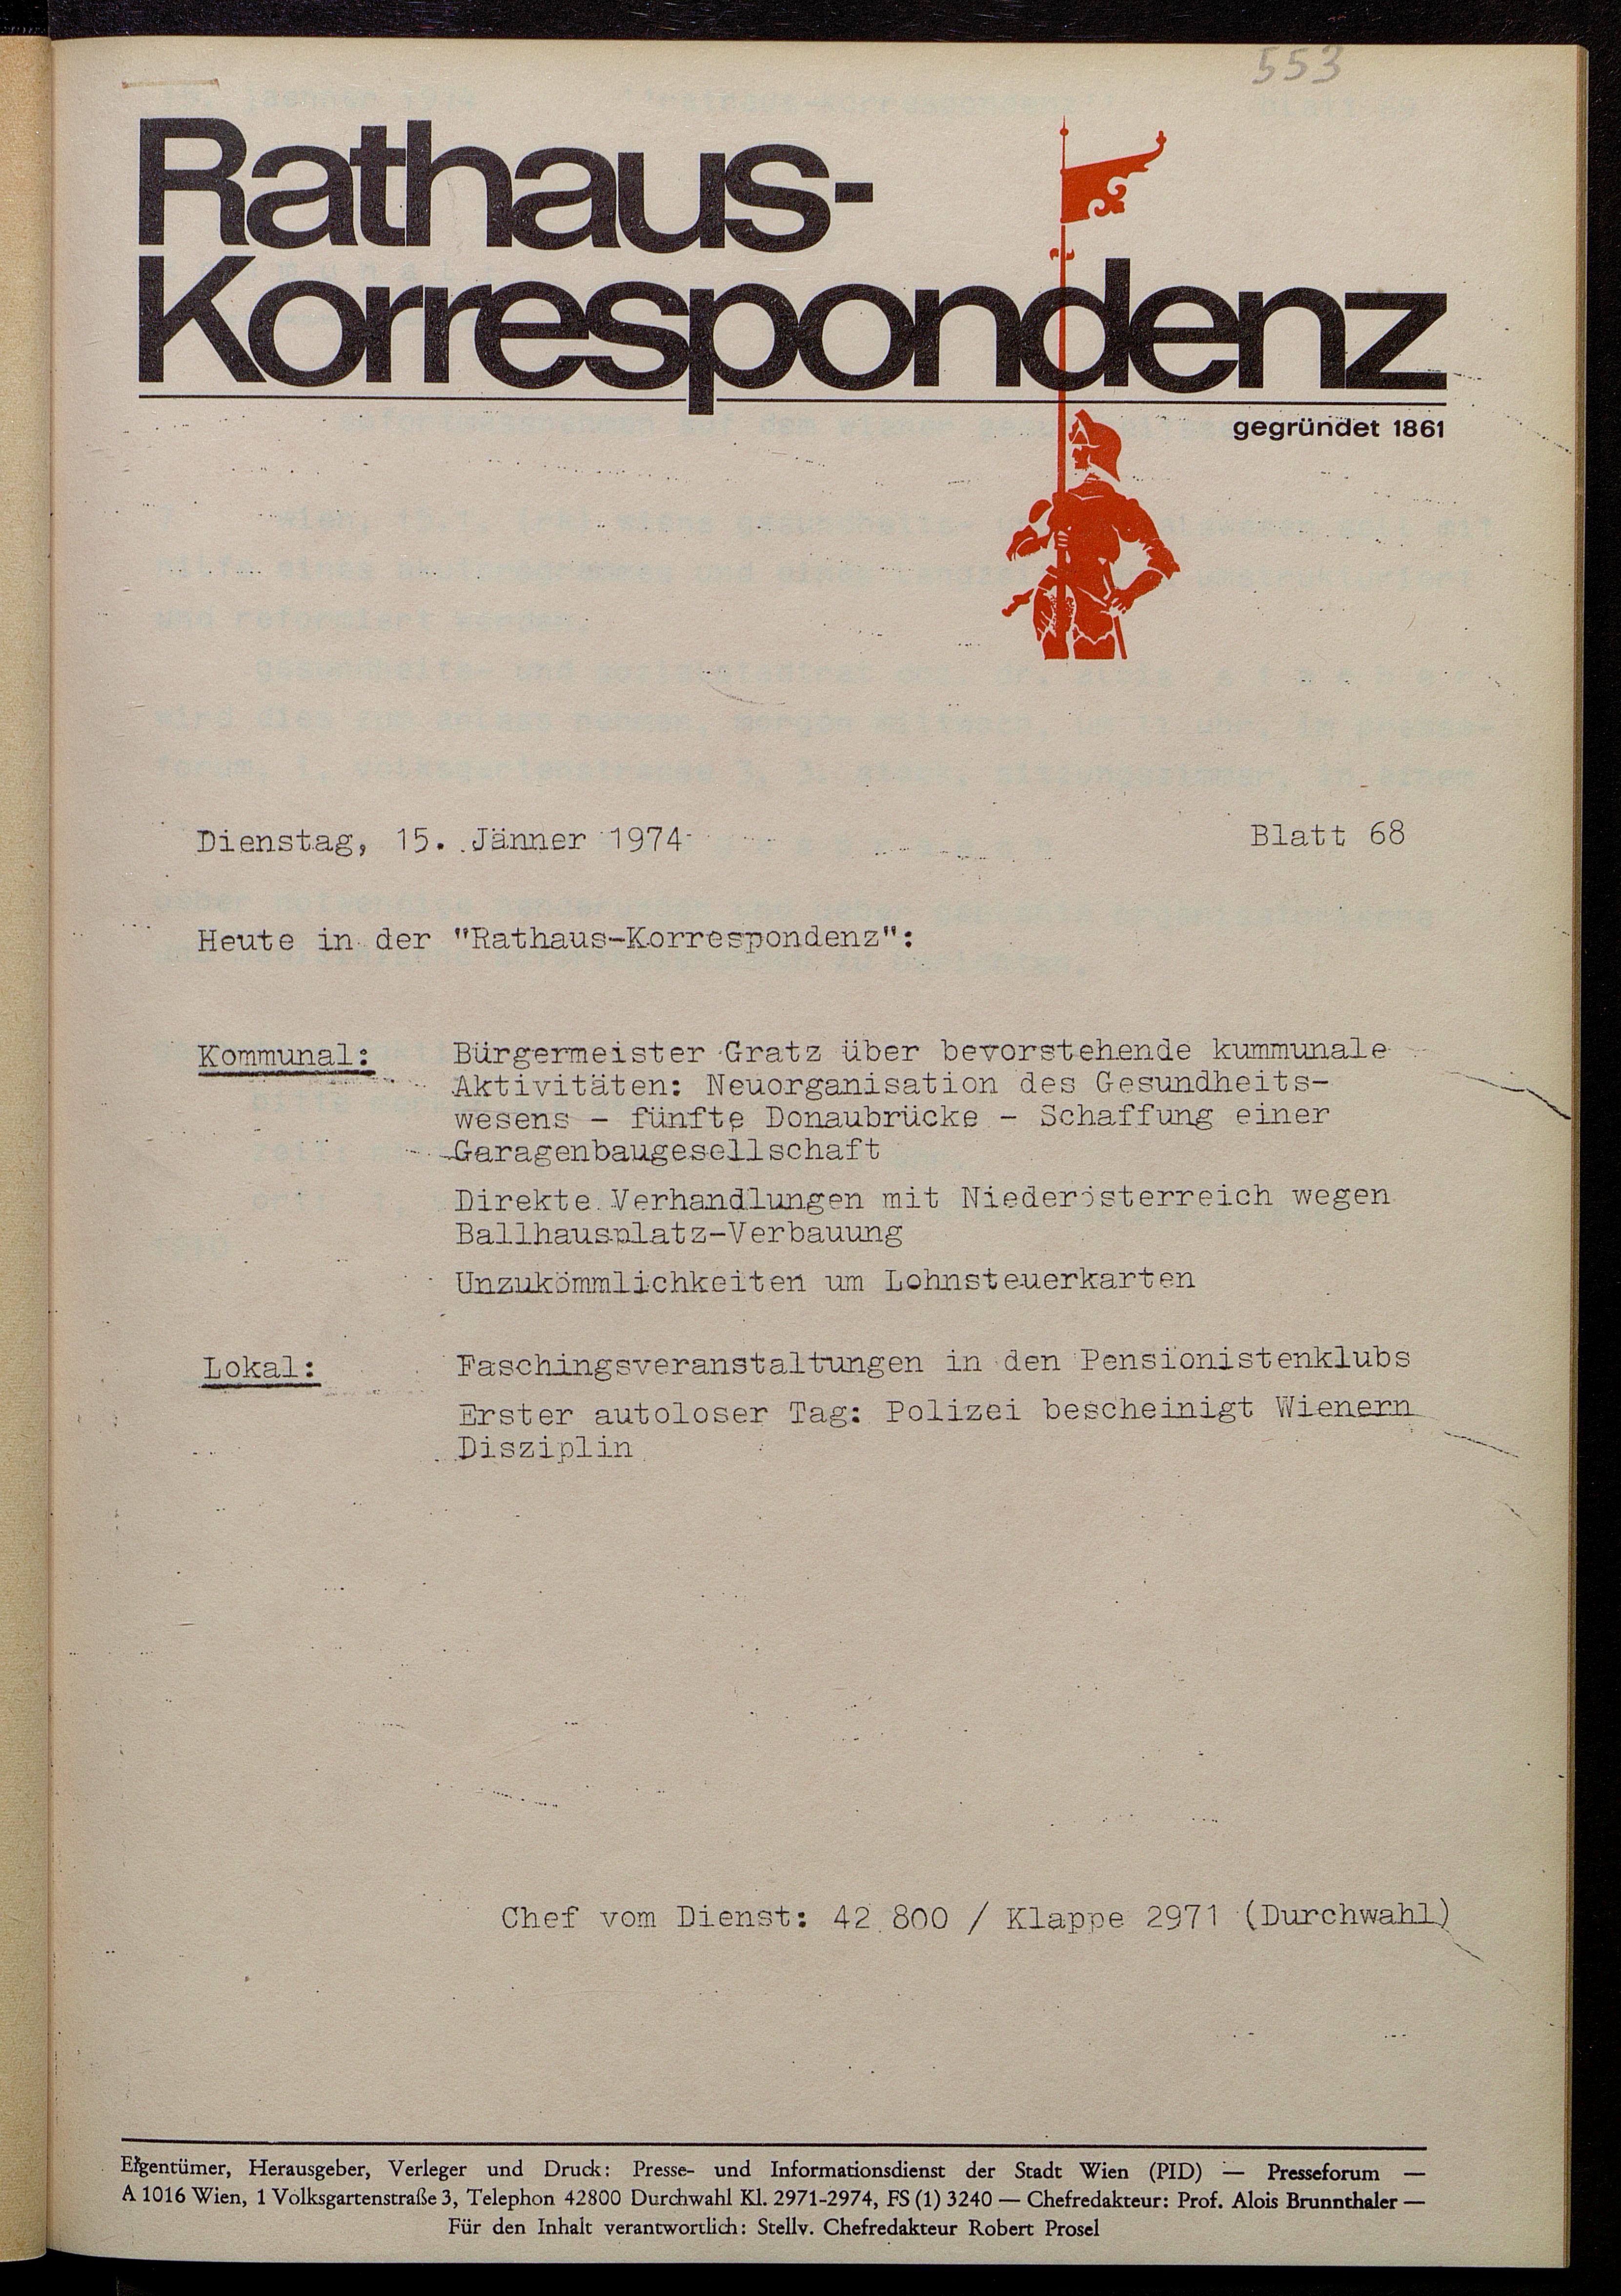 553
Rathaus-
Korrespondenz
gegründet 1861
Dienstag, 15. Jänner 1974
Blatt 68
Heute in der "Rathaus-Korrespondenz":
Kommunal: Bürgermeister Gratz über bevorstehende kummunale
Aktivitäten: Neuorganisation des Gesundheits-
wesens - fünfte Donaubrücke - Schaffung einer
Garagenbaugesellschaft
Direkte Verhandlungen mit Niederösterreich wegen
Ballhausplatz-Verbauung
Unzukömmlichkeiten um Lohnsteuerkarten
Lokal: Faschingsveranstaltungen in den Pensionistenklubs
Erster autoloser Tag: Polizei bescheinigt Wienern
Disziplin
Chef vom Dienst: 42 800 / Klappe 2971 (Durchwahl)
Eigentümer, Herausgeber, Verleger und Druck: Presse- und Informationsdienst der Stadt Wien (PID) — Presseforum —
A 1016 Wien, 1 Volksgartenstraße 3, Telephon 42800 Durchwahl Kl. 2971-2974, FS (1) 3240 — Chefredakteur: Prof. Alois Brunnthaler —
Für den Inhalt verantwortlich: Stellv. Chefredakteur Robert Prosel